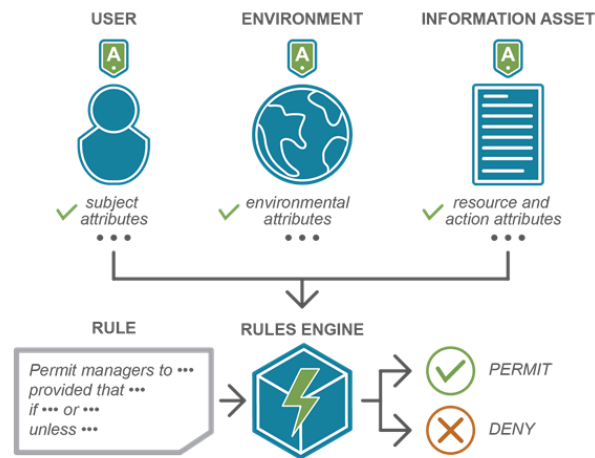 USER
ENVIRONMENT
INFORMATION ASSET
A
A
A
subject
attributes
•••
environmental
attributes
•••
resource and
action attributes
•••
RULE
Permit managers to •••
provided that •••
if ••• or •••
unless •••
RULES ENGINE
PERMIT
DENY